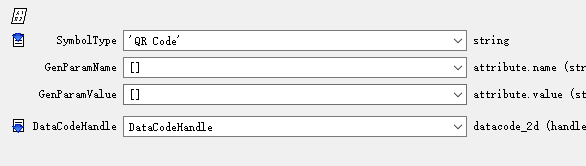 SymbolType 'QR Code' string
GenParamName [] attribute.name (str
GenParamValue [] attribute.value (st
DataCodeHandle DataCodeHandle datacode_2d (handle